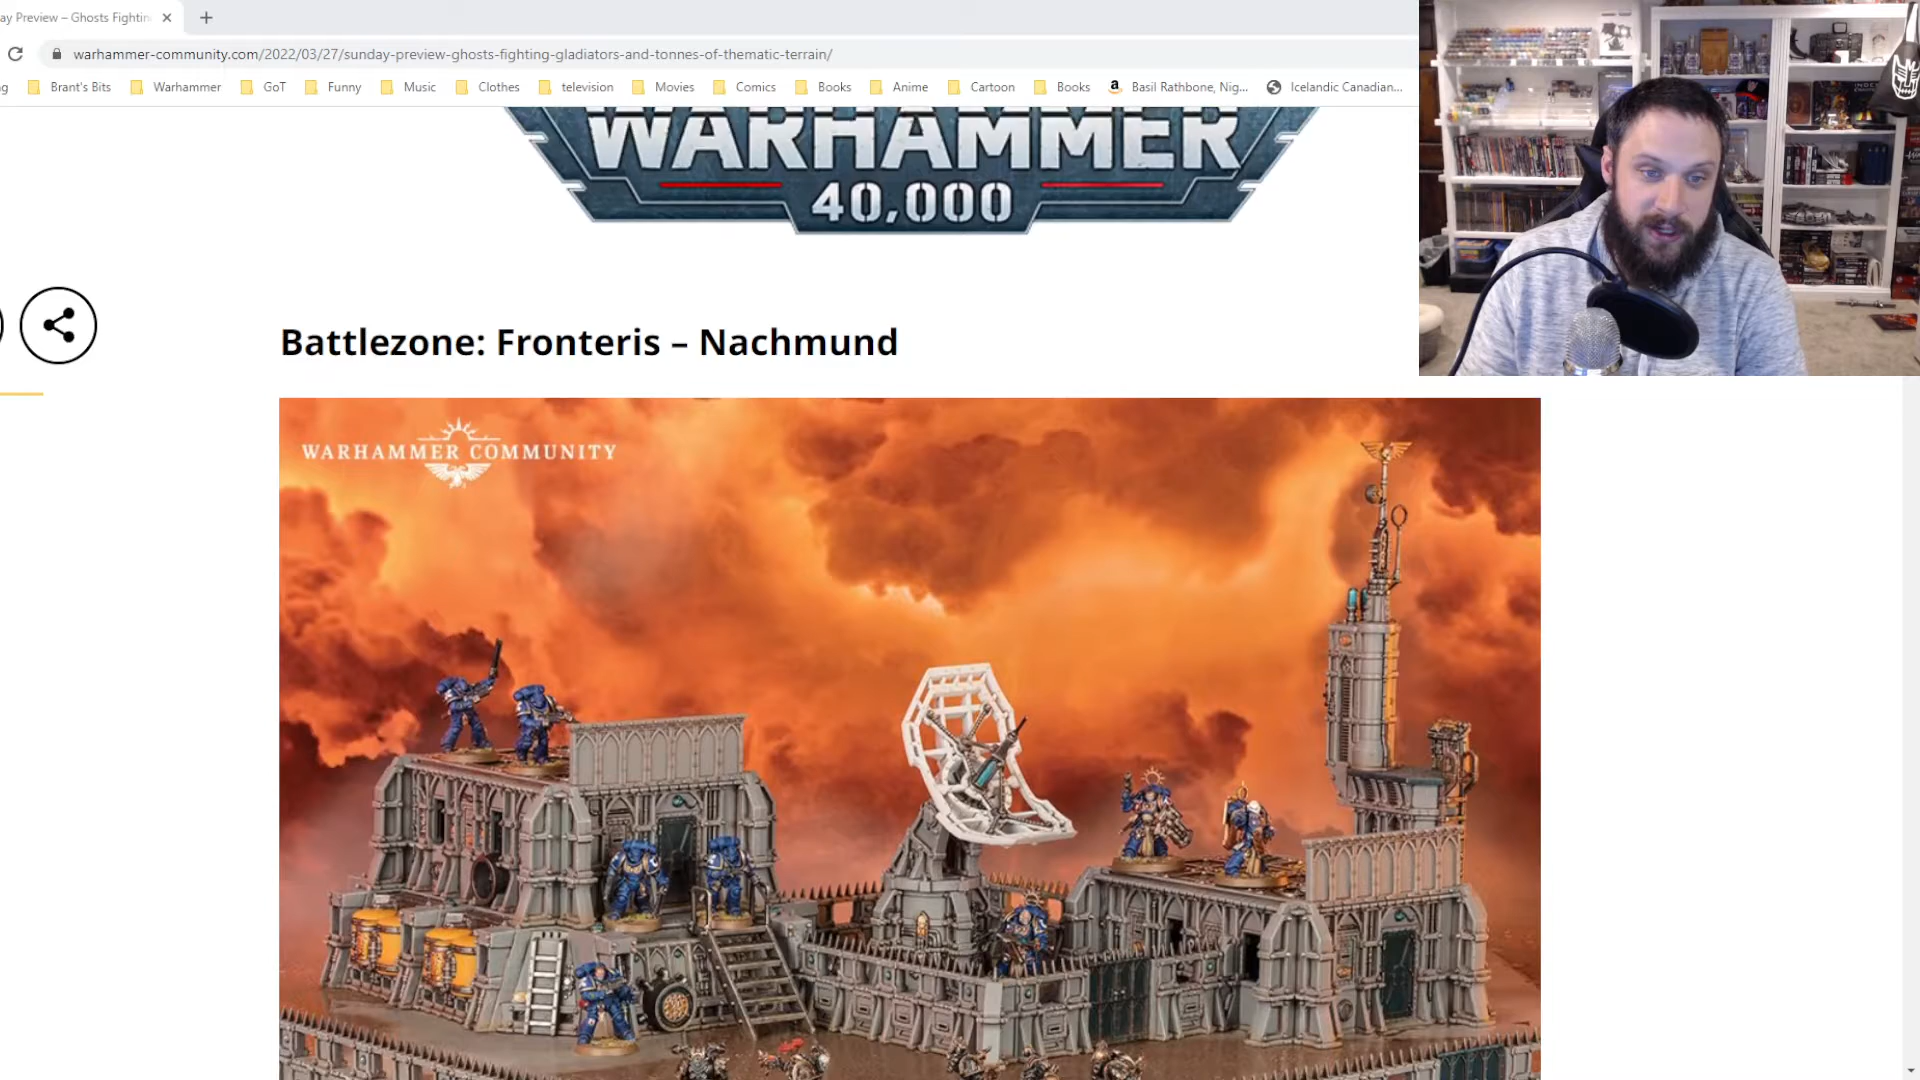 ay Preview – Ghosts Fightin
warhammer-community.com/2022/03/27/sunday-preview-ghosts-fighting-gladiators-and-tonnes-of-thematic-terrain/
g Brant's Bits Warhammer GoT Funny Music Clothes television Movies Comics Books Anime Cartoon Books Basil Rathbone, Nig... Icelandic Canadian...
WARHAMMER
40,000
Battlezone: Fronteris – Nachmund
WARHAMMER COMMUNITY